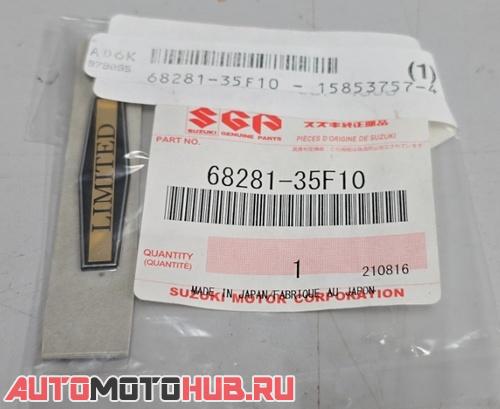 AD6K
979095
(1)
68281-35F10 - 15853757-4
SGP
SUZUKI GENUINE PARTS
スズキ純正部品
PIÈCES D'ORIGINE DE SUZUKI
PART NO.
68281-35F10
QUANTITY
(QUANTITÉ)
1
210816
MADE IN JAPAN/FABRIQUE AU JAPON
SUZUKI MOTOR CORPORATION
LIMITED
AUTOMOTOHUB.RU